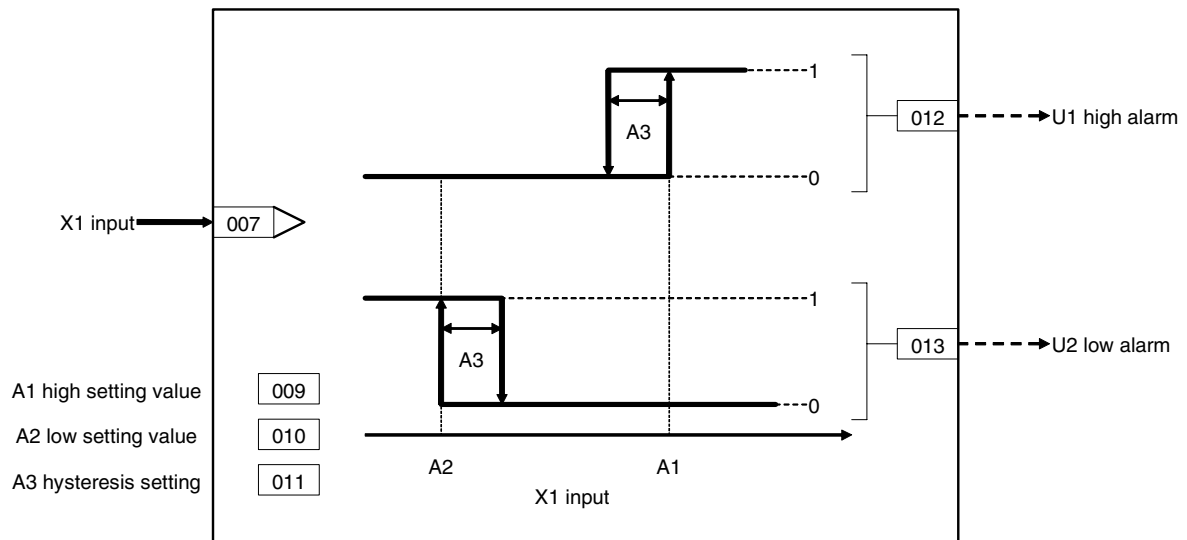 1
A3
012
U1 high alarm
0
X1 input
007
1
A3
013
U2 low alarm
A1 high setting value
009
0
A2 low setting value
010
A3 hysteresis setting
011
A2
A1
X1 input